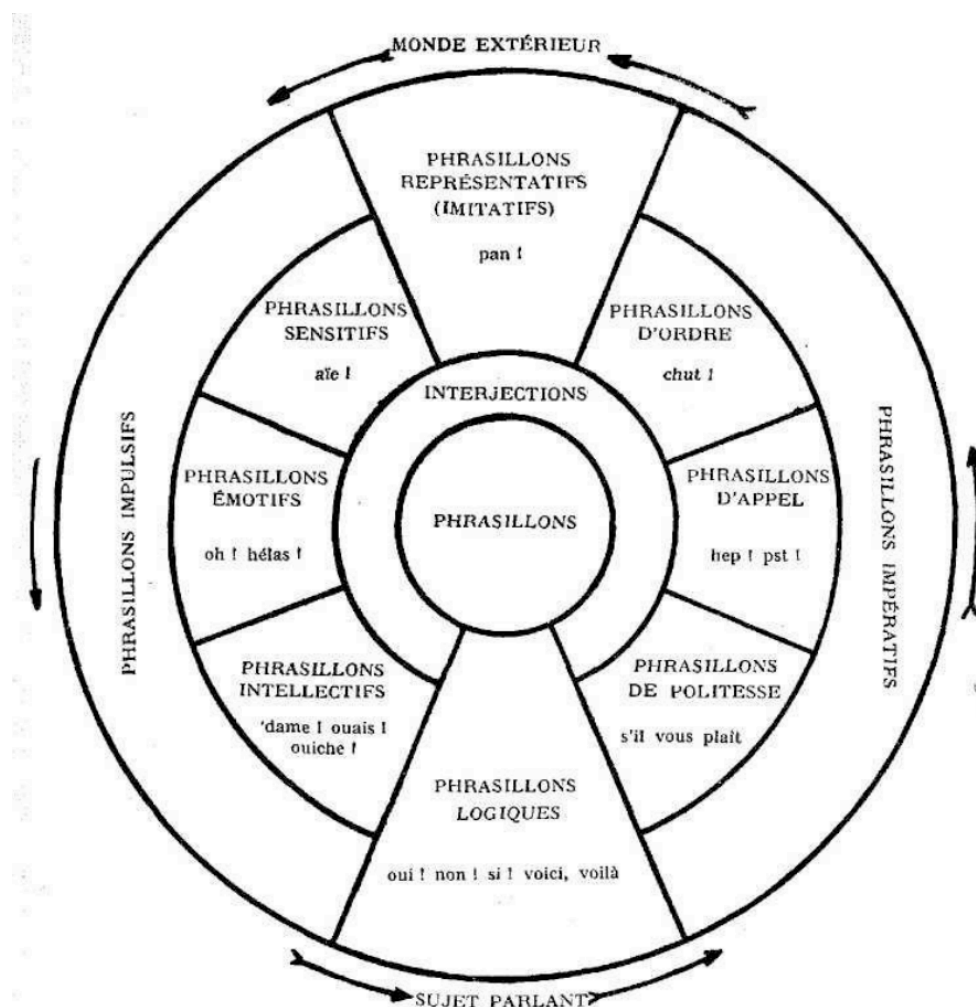 MONDE EXTÉRIEUR
PHRASILLONS
REPRÉSENTATIFS
(IMITATIFS)
pan !
PHRASILLONS
SENSITIFS
aïe !
PHRASILLONS
D'ORDRE
chut !
INTERJECTIONS
PHRASILLONS IMPULSIFS
PHRASILLONS
ÉMOTIFS
oh ! hélas !
PHRASILLONS
PHRASILLONS
D'APPEL
hep ! pst !
PHRASILLONS IMPÉRATIFS
PHRASILLONS
INTELLECTIFS
'dame ! ouais !
ouiche !
PHRASILLONS
DE POLITESSE
s'il vous plaît
PHRASILLONS
LOGIQUES
oui ! non ! si ! voici, voilà
SUJET PARLANT